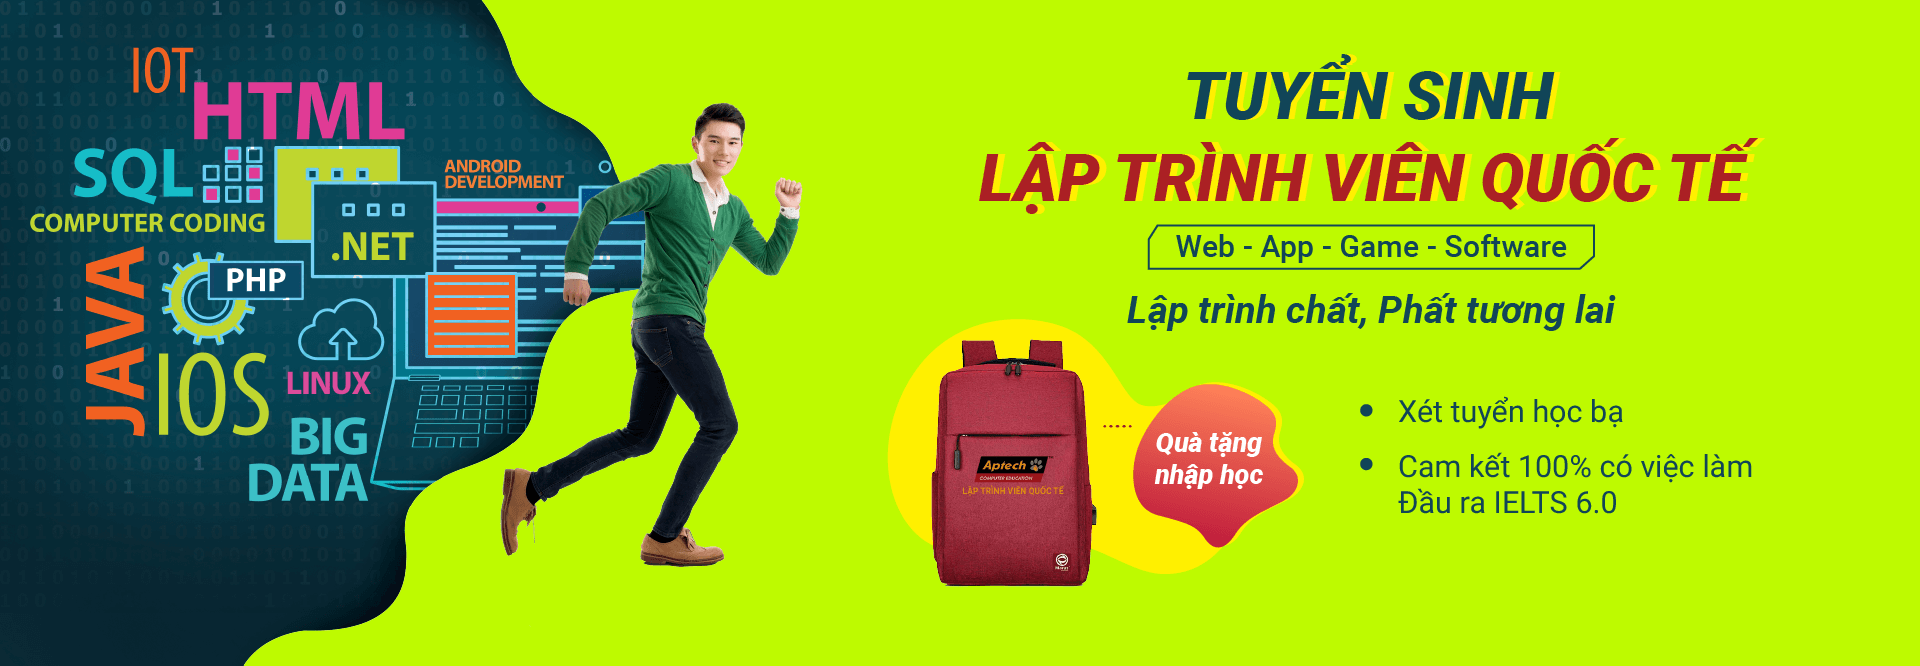 IOT
HTML
SQL
COMPUTER CODING
ANDROID
DEVELOPMENT
.NET
JAVA
PHP
IOS
LINUX
BIG
DATA
TUYỂN SINH
LẬP TRÌNH VIÊN QUỐC TẾ
Web - App - Game - Software
Lập trình chất, Phất tương lai
Aptech
COMPUTER EDUCATION
LẬP TRÌNH VIÊN QUỐC TẾ
Quà tặng
nhập học
• Xét tuyển học bạ
• Cam kết 100% có việc làm
Đầu ra IELTS 6.0